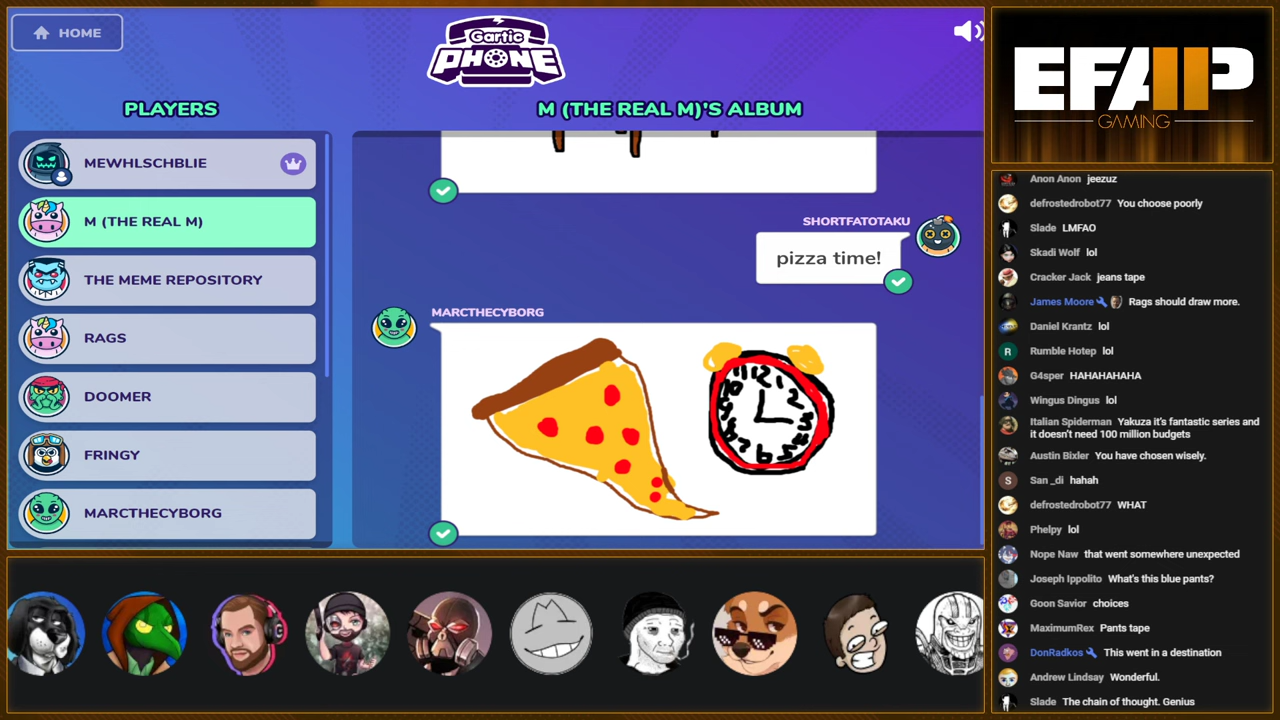 HOME
Gartic
PHONE
PLAYERS
M (THE REAL M)'S ALBUM
MEWHLSCHBLIE
M (THE REAL M)
THE MEME REPOSITORY
RAGS
DOOMER
FRINGY
MARCTHECYBORG
SHORTFATOTAKU
pizza time!
MARCTHECYBORG
EFAP
GAMING
Anon Anon jeezuz
defrostedrobot77 You choose poorly
Slade LMFAO
Skadi Wolf lol
Cracker Jack jeans tape
James Moore Rags should draw more.
Daniel Krantz lol
R Rumble Hotep lol
G4sper HAHAHAHAHA
Wingus Dingus lol
Italian Spiderman Yakuza it's fantastic series and
it doesn't need 100 million budgets
Austin Bixler You have chosen wisely.
S San _di hahah
defrostedrobot77 WHAT
Phelpy lol
Nope Naw that went somewhere unexpected
Joseph Ippolito What's this blue pants?
Goon Savior choices
MaximumRex Pants tape
DonRadkos This went in a destination
Andrew Lindsay Wonderful.
Slade The chain of thought. Genius